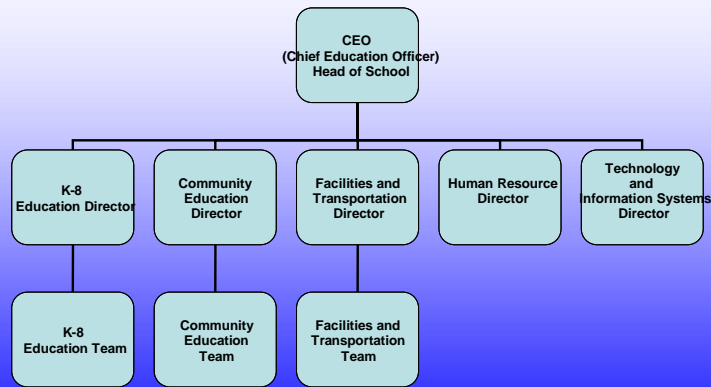 CEO
(Chief Education Officer)
Head of School
K-8
Education Director
Community
Education
Director
Facilities and
Transportation
Director
Human Resource
Director
Technology
and
Information Systems
Director
K-8
Education Team
Community
Education
Team
Facilities and
Transportation
Team